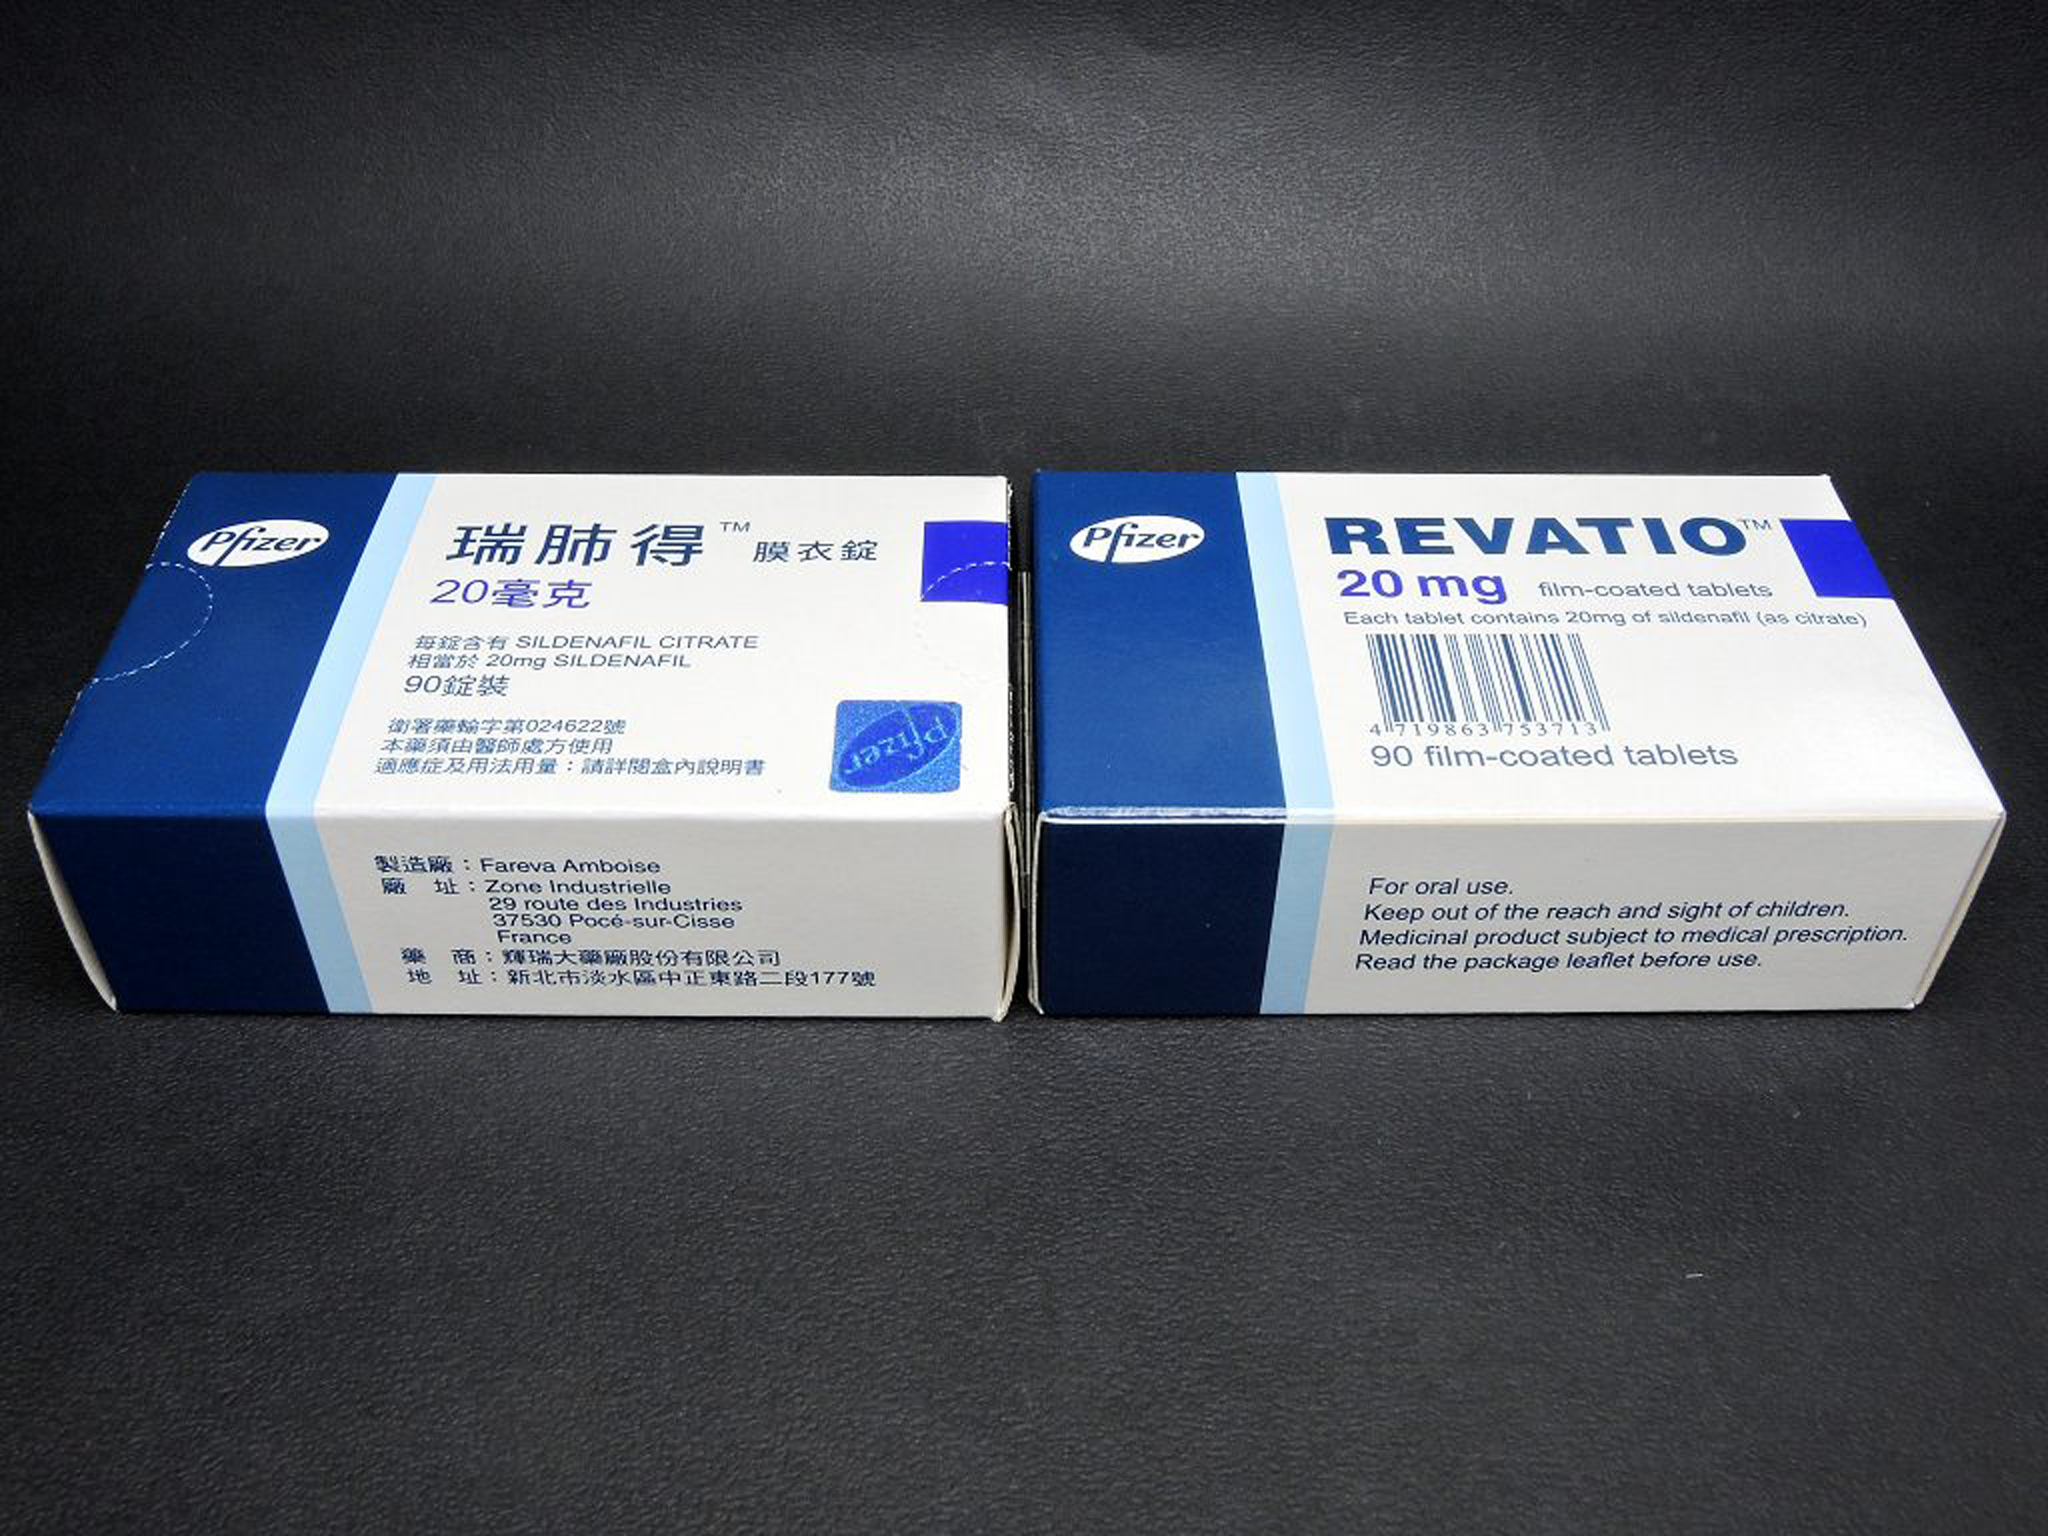 Pfizer
瑞肺得™ 膜衣錠
20毫克
每錠含有 SILDENAFIL CITRATE
相當於 20mg SILDENAFIL
90錠裝
衛署藥輸字第024622號
本藥須由醫師處方使用
適應症及用法用量：請詳閱盒內說明書
Pfizer
製造廠：Fareva Amboise
廠 址：Zone Industrielle
29 route des Industries
37530 Pocé-sur-Cisse
France
藥 商：輝瑞大藥廠股份有限公司
地 址：新北市淡水區中正東路二段177號
Pfizer
REVATIO™
20 mg film-coated tablets
Each tablet contains 20mg of sildenafil (as citrate)
4 719863 753713
90 film-coated tablets
For oral use.
Keep out of the reach and sight of children.
Medicinal product subject to medical prescription.
Read the package leaflet before use.